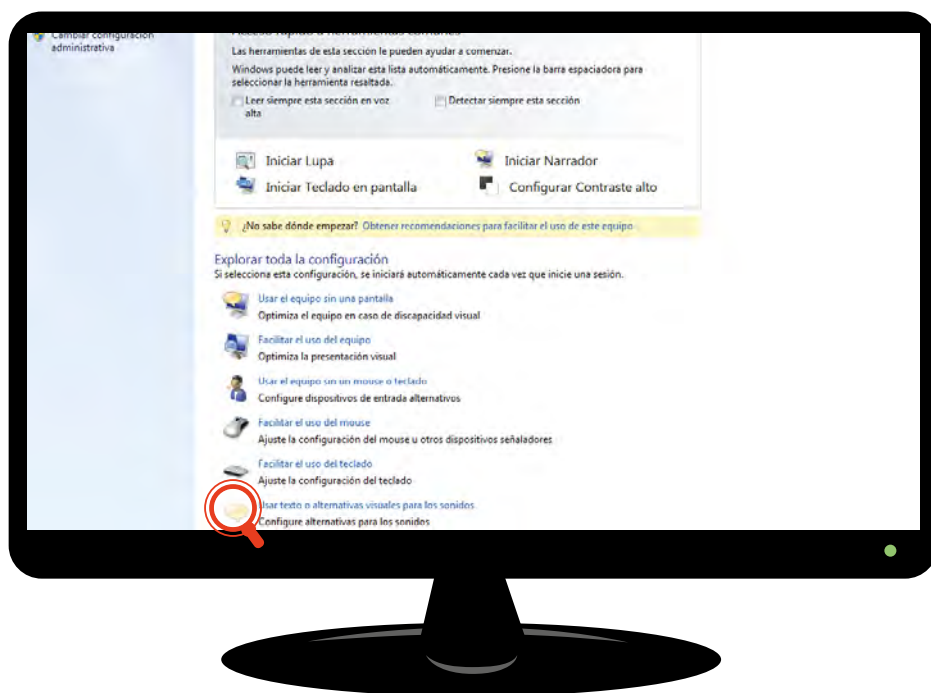 Cambiar configuración
administrativa
Acceso rápido a herramientas comunes
Las herramientas de esta sección le pueden ayudar a comenzar.
Windows puede leer y analizar esta lista automáticamente. Presione la barra espaciadora para
seleccionar la herramienta resaltada.
Leer siempre esta sección en voz
alta
Detectar siempre esta sección
Iniciar Lupa
Iniciar Narrador
Iniciar Teclado en pantalla
Configurar Contraste alto
¿No sabe dónde empezar? Obtener recomendaciones para facilitar el uso de este equipo
Explorar toda la configuración
Si selecciona esta configuración, se iniciará automáticamente cada vez que inicie una sesión.
Usar el equipo sin una pantalla
Optimiza el equipo en caso de discapacidad visual
Facilitar el uso del equipo
Optimiza la presentación visual
Usar el equipo sin un mouse o teclado
Configure dispositivos de entrada alternativos
Facilitar el uso del mouse
Ajuste la configuración del mouse u otros dispositivos señaladores
Facilitar el uso del teclado
Ajuste la configuración del teclado
Usar texto o alternativas visuales para los sonidos
Configure alternativas para los sonidos